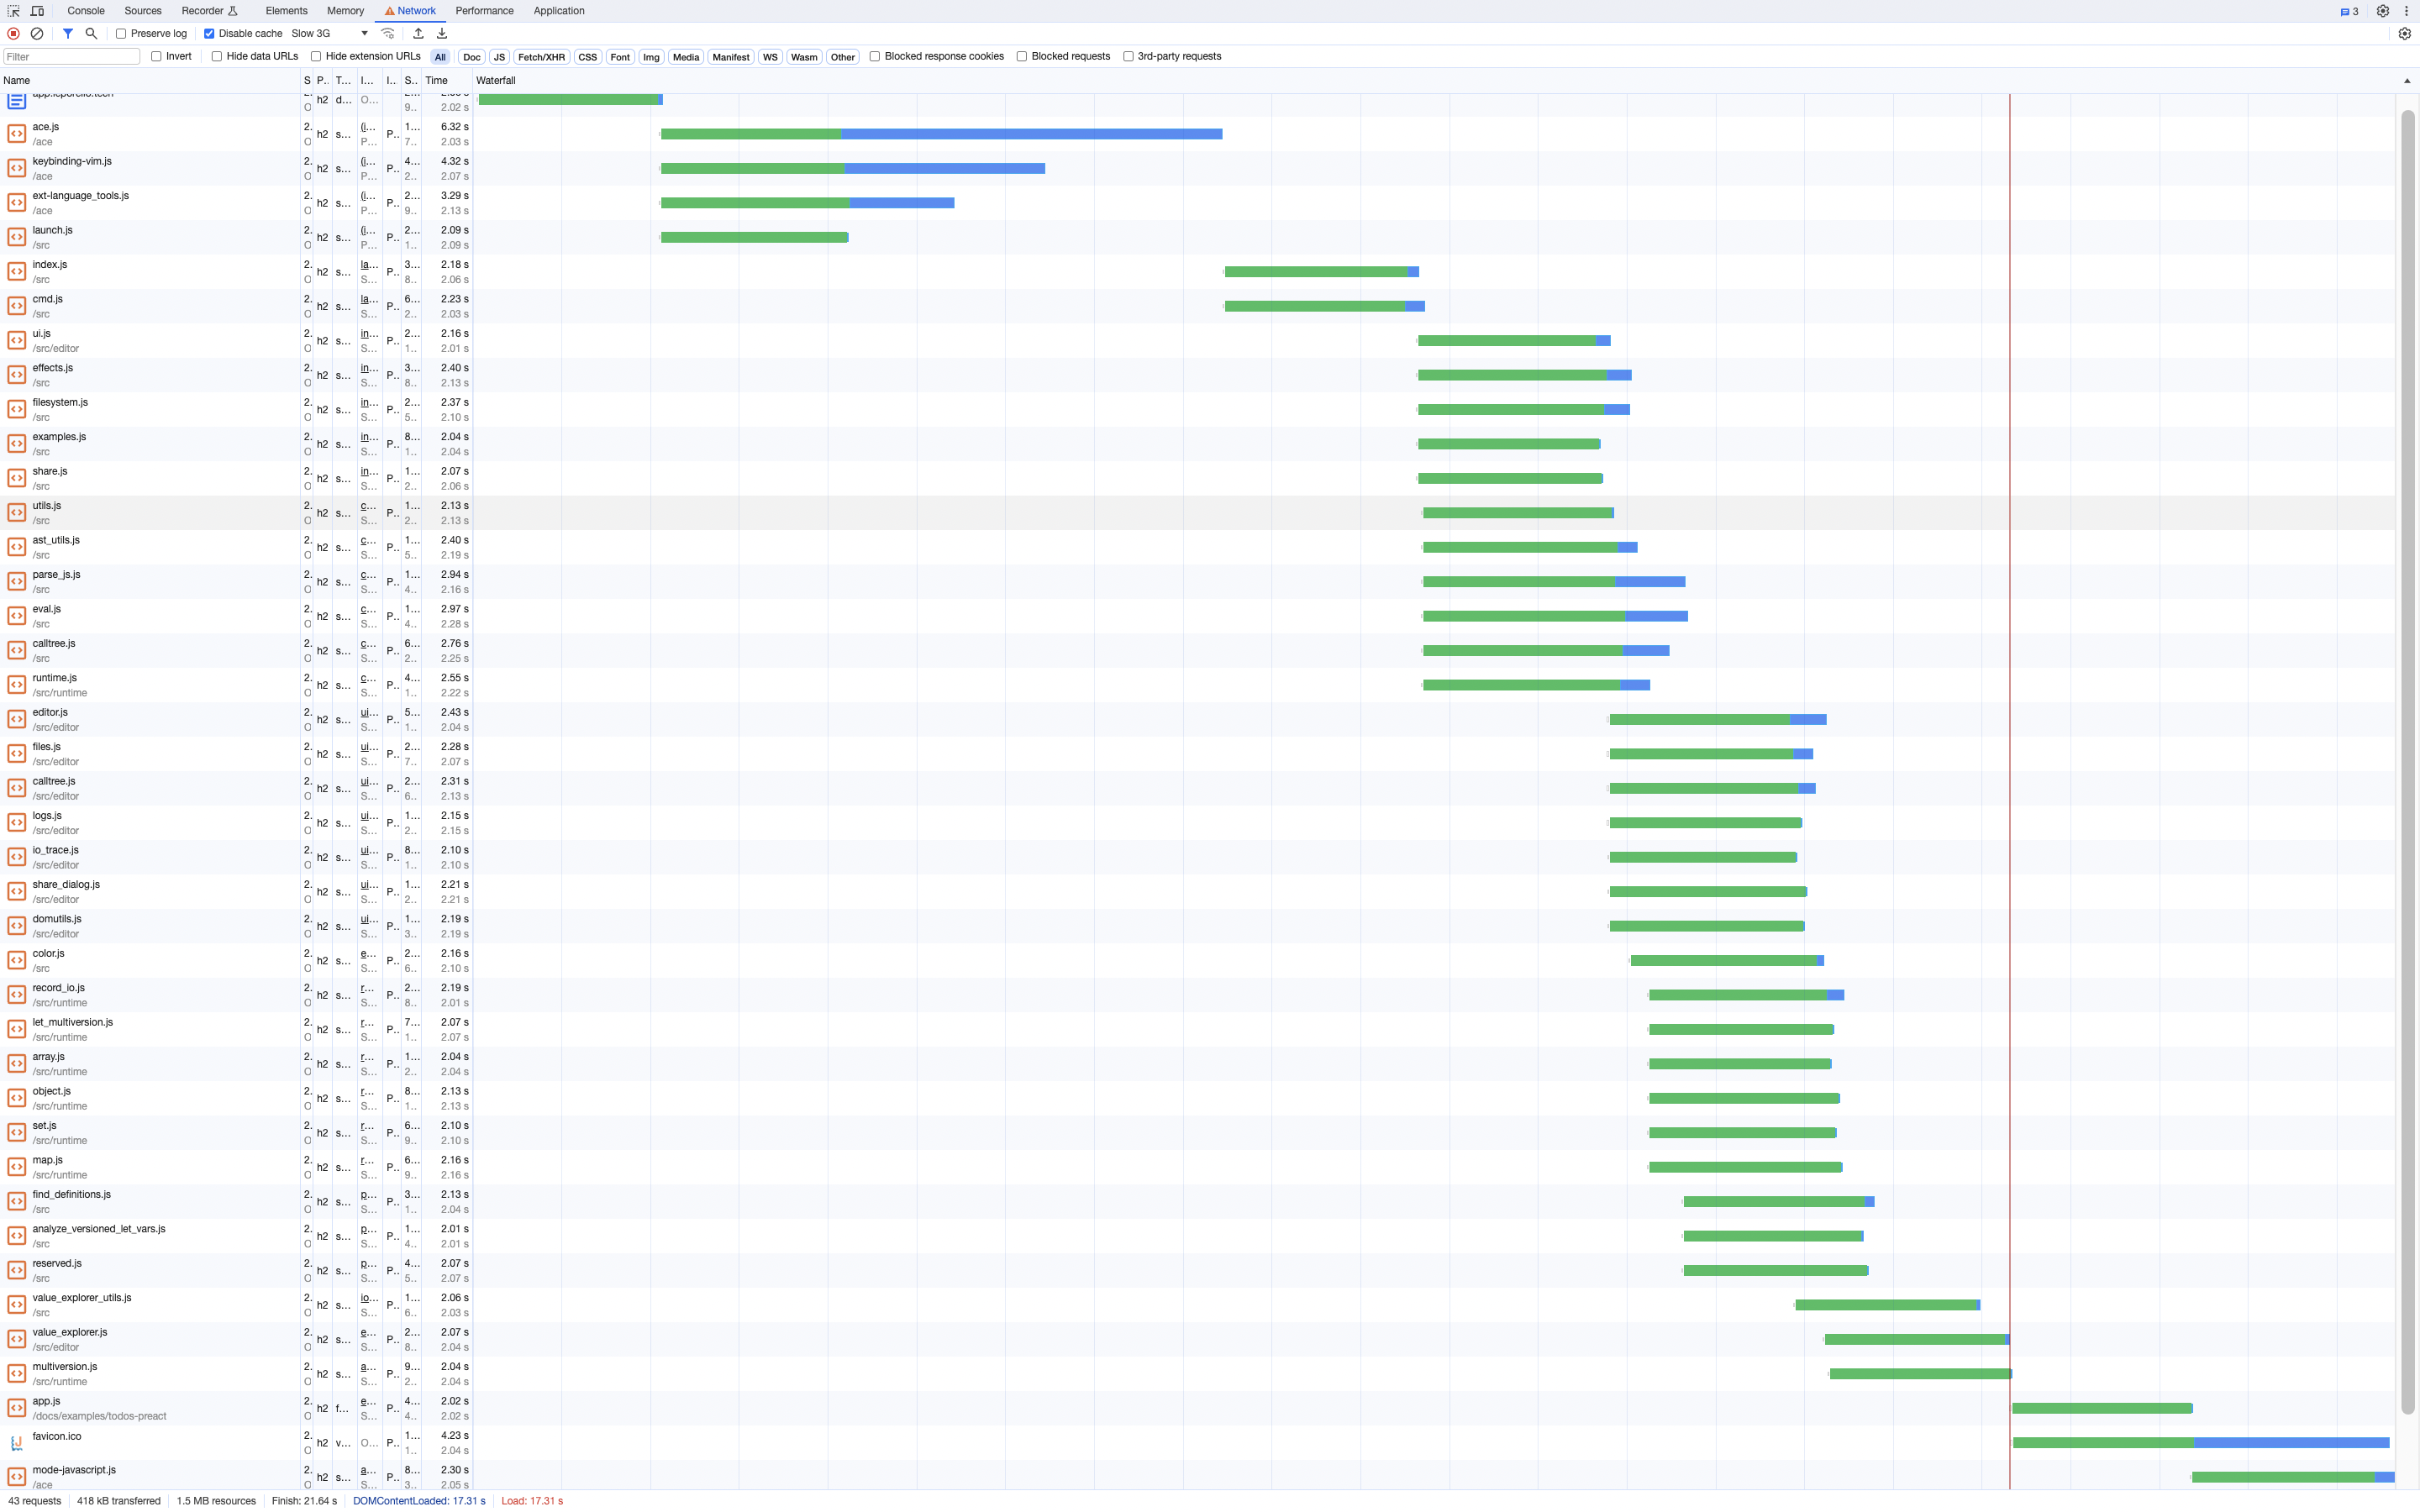 Console Sources Recorder Elements Memory Network Performance Application 3
Preserve log Disable cache Slow 3G
Filter Invert Hide data URLs Hide extension URLs All Doc JS Fetch/XHR CSS Font Img Media Manifest WS Wasm Other Blocked response cookies Blocked requests 3rd-party requests
Name S P.. T... I... I.. S.. Time Waterfall
h2 d... O... 9... 2.02 s
ace.js 2. h2 s... (i... P.. 1... 6.32 s
/ace P... 7.. 2.03 s
keybinding-vim.js 2. h2 s... (i... P.. 4... 4.32 s
/ace P... 2... 2.07 s
ext-language_tools.js 2. h2 s... (i... P.. 2... 3.29 s
/ace P... 9.. 2.13 s
launch.js 2. h2 s... (i... P.. 2... 2.09 s
/src P... 1... 2.09 s
index.js 2. h2 s... la... P.. 3... 2.18 s
/src S... 8... 2.06 s
cmd.js 2. h2 s... la... P.. 6... 2.23 s
/src S... 2... 2.03 s
ui.js 2. h2 s... in... P.. 2... 2.16 s
/src/editor S... 1... 2.01 s
effects.js 2. h2 s... in... P.. 3... 2.40 s
/src S... 8... 2.13 s
filesystem.js 2. h2 s... in... P.. 2... 2.37 s
/src S... 5... 2.10 s
examples.js 2. h2 s... in... P.. 8... 2.04 s
/src S... 1... 2.04 s
share.js 2. h2 s... in... P.. 1... 2.07 s
/src S... 2.. 2.06 s
utils.js 2. h2 s... c... P.. 1... 2.13 s
/src S... 2... 2.13 s
ast_utils.js 2. h2 s... c... P.. 1... 2.40 s
/src S... 5... 2.19 s
parse_js.js 2. h2 s... c... P.. 1... 2.94 s
/src S... 4... 2.16 s
eval.js 2. h2 s... c... P.. 1... 2.97 s
/src S... 4... 2.28 s
calltree.js 2. h2 s... c... P.. 6... 2.76 s
/src S... 2... 2.25 s
runtime.js 2. h2 s... c... P.. 4... 2.55 s
/src/runtime S... 1... 2.22 s
editor.js 2. h2 s... ui... P.. 5... 2.43 s
/src/editor S... 1... 2.04 s
files.js 2. h2 s... ui... P.. 2... 2.28 s
/src/editor S... 7... 2.07 s
calltree.js 2. h2 s... ui... P.. 2... 2.31 s
/src/editor S... 6... 2.13 s
logs.js 2. h2 s... ui... P.. 1... 2.15 s
/src/editor S... 2... 2.15 s
io_trace.js 2. h2 s... ui... P.. 8... 2.10 s
/src/editor S... 1... 2.10 s
share_dialog.js 2. h2 s... ui... P.. 1... 2.21 s
/src/editor S... 2.. 2.21 s
domutils.js 2. h2 s... ui... P.. 1... 2.19 s
/src/editor S... 3.. 2.19 s
color.js 2. h2 s... e... P.. 2... 2.16 s
/src S... 6... 2.10 s
record_io.js 2. h2 s... r... P.. 2... 2.19 s
/src/runtime S... 8... 2.01 s
let_multiversion.js 2. h2 s... r... P.. 7... 2.07 s
/src/runtime S... 1... 2.07 s
array.js 2. h2 s... r... P.. 1... 2.04 s
/src/runtime S... 2... 2.04 s
object.js 2. h2 s... r... P.. 8... 2.13 s
/src/runtime S... 1... 2.13 s
set.js 2. h2 s... r... P.. 6... 2.10 s
/src/runtime S... 9... 2.10 s
map.js 2. h2 s... r... P.. 6... 2.16 s
/src/runtime S... 9... 2.16 s
find_definitions.js 2. h2 s... p... P.. 3... 2.13 s
/src S... 1... 2.04 s
analyze_versioned_let_vars.js 2. h2 s... p... P.. 1... 2.01 s
/src S... 4... 2.01 s
reserved.js 2. h2 s... p... P.. 4... 2.07 s
/src S... 5... 2.07 s
value_explorer_utils.js 2. h2 s... io... P.. 1... 2.06 s
/src S... 6... 2.03 s
value_explorer.js 2. h2 s... e... P.. 2... 2.07 s
/src/editor S... 8... 2.04 s
multiversion.js 2. h2 s... a... P.. 9... 2.04 s
/src/runtime S... 2... 2.04 s
app.js 2. h2 f... e... P.. 4... 2.02 s
/docs/examples/todos-preact S... 4... 2.02 s
favicon.ico 2. h2 v... O... P.. 1... 4.23 s
1... 2.04 s
mode-javascript.js 2. h2 s... a... P.. 8... 2.30 s
/ace S... 3... 2.05 s
43 requests 418 kB transferred 1.5 MB resources Finish: 21.64 s DOMContentLoaded: 17.31 s Load: 17.31 s